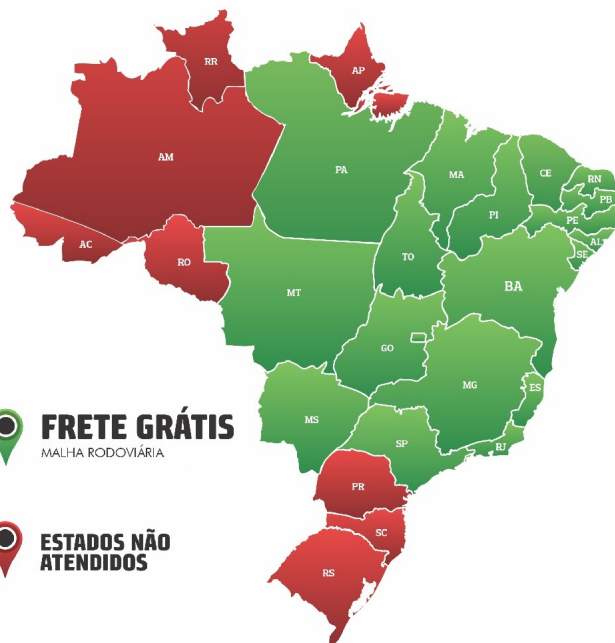 RR
AP
AM
PA
MA
CE
RN
PB
PI
PE
AL
SE
AC
RO
TO
BA
MT
GO
MG
ES
MS
SP
RJ
PR
SC
RS
FRETE GRÁTIS
MALHA RODOVIÁRIA
ESTADOS NÃO
ATENDIDOS